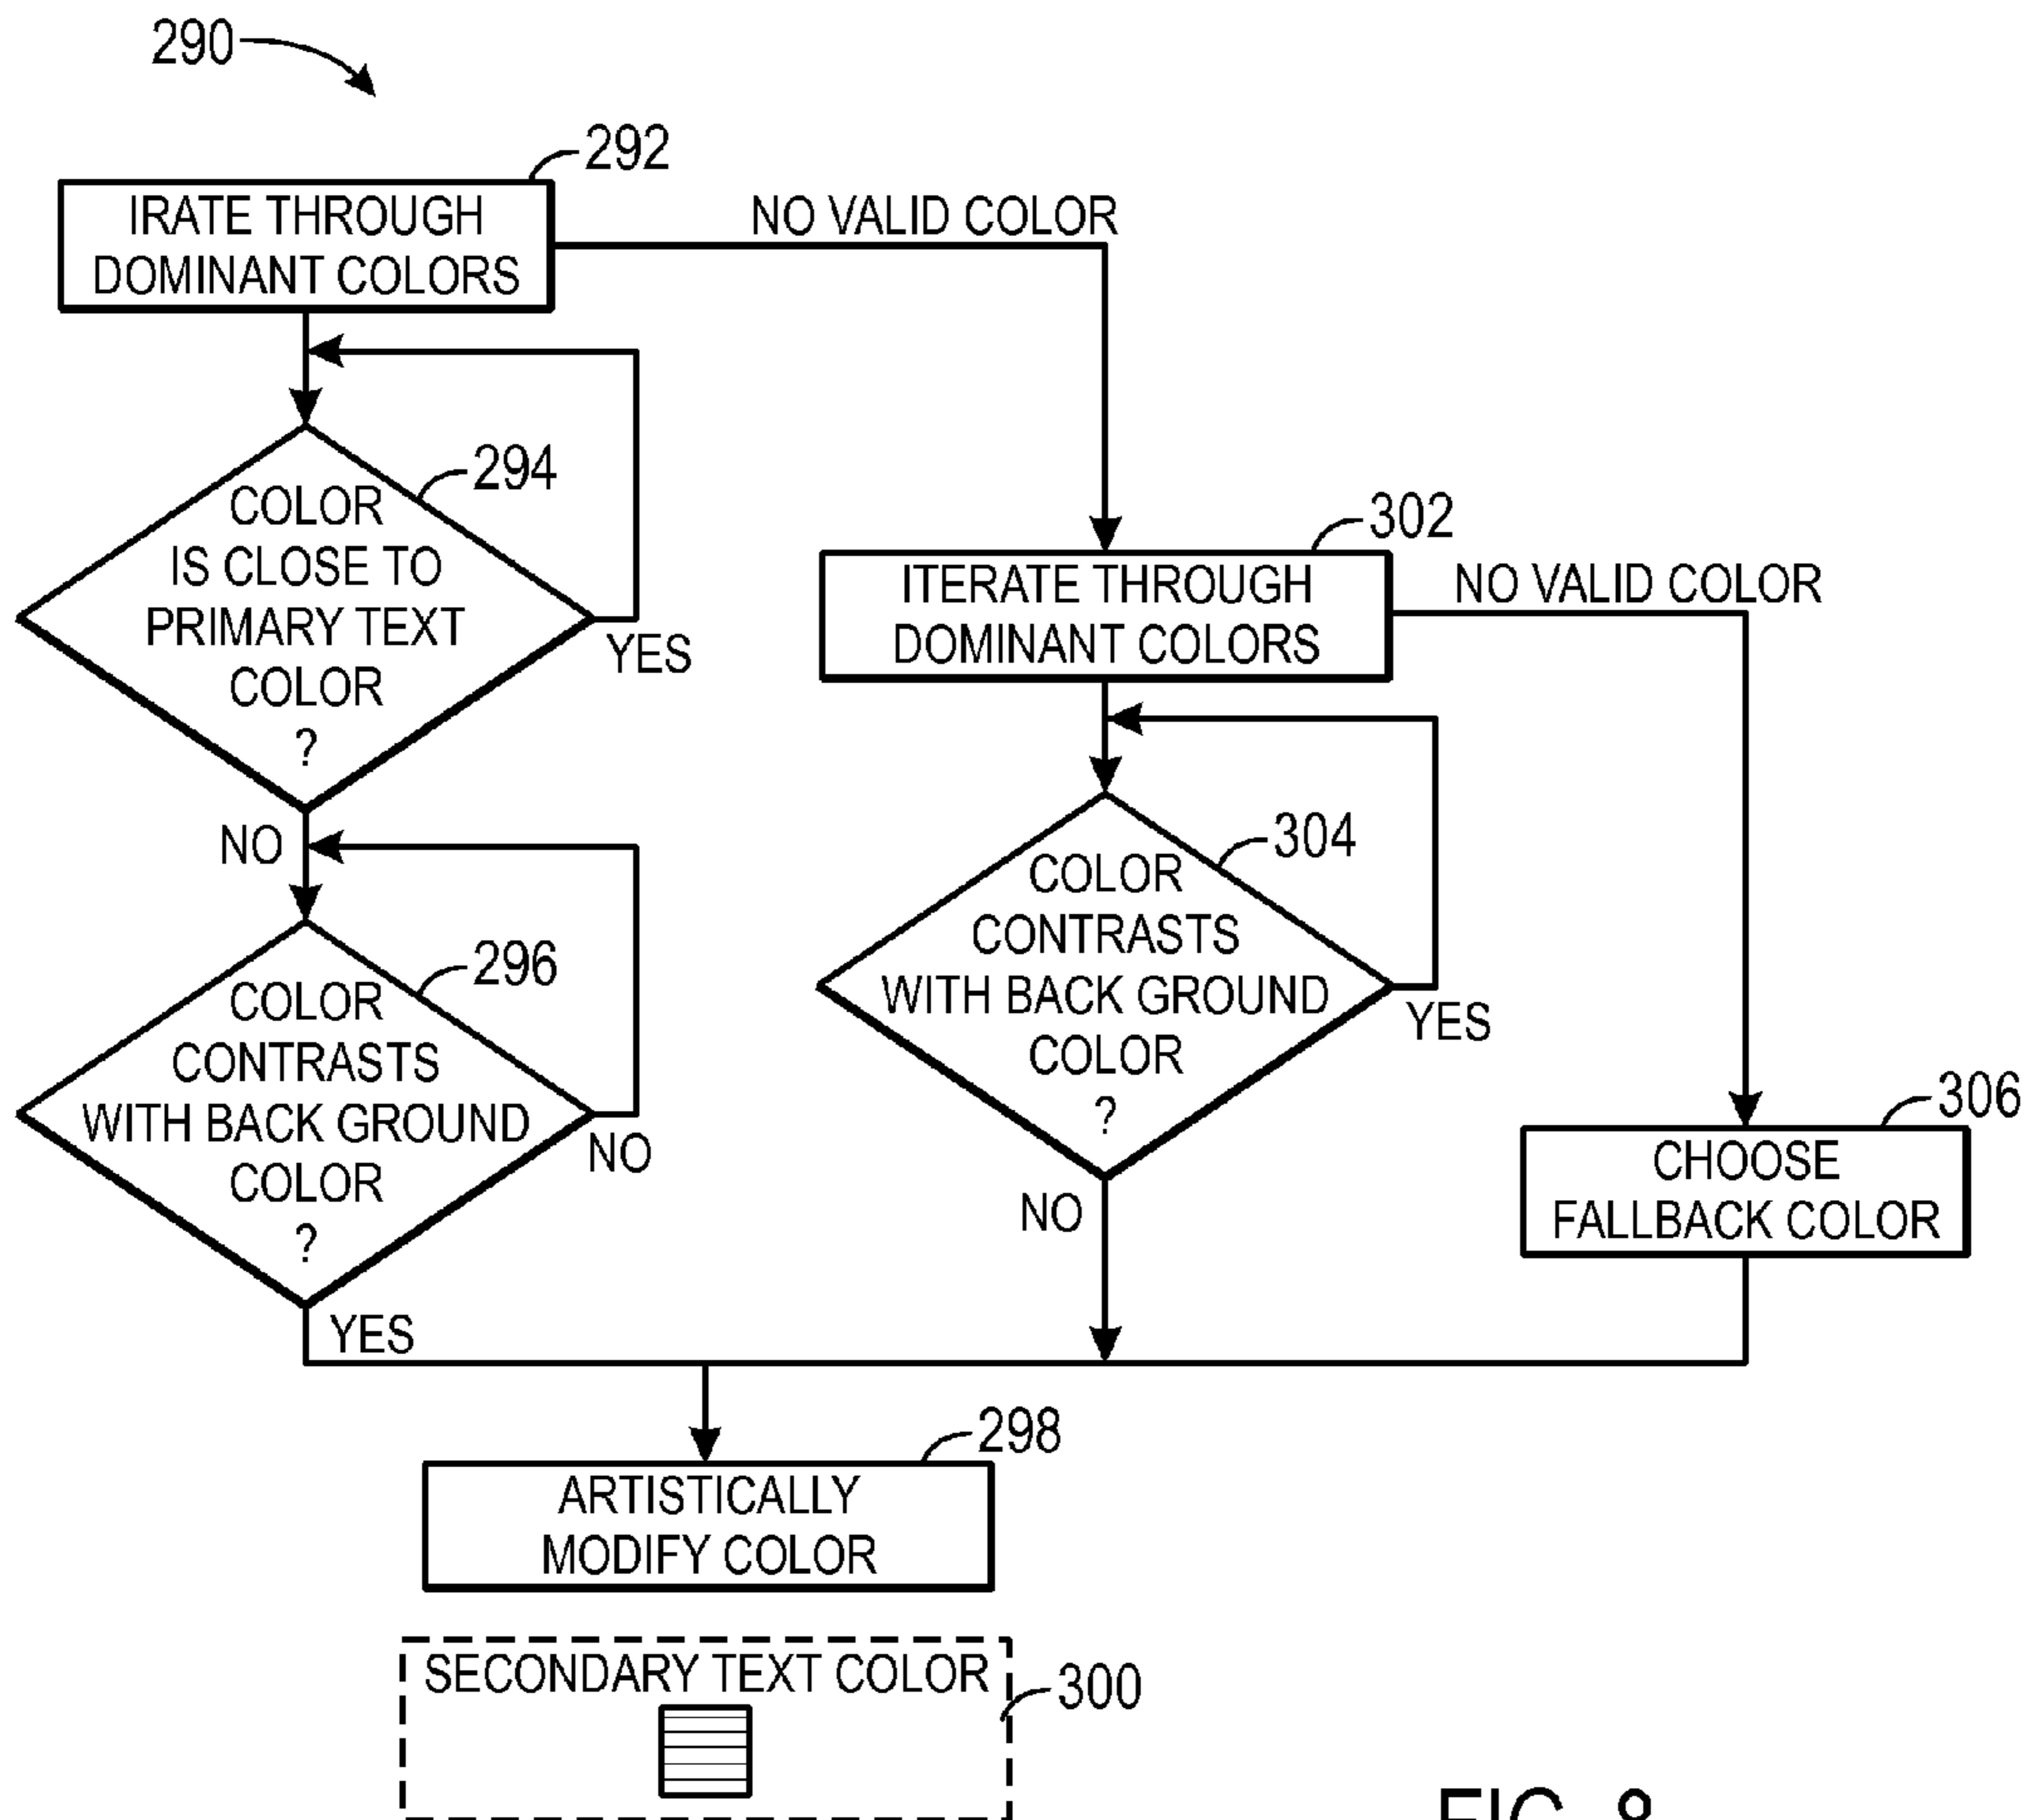 290
292
IRATE THROUGH
DOMINANT COLORS
NO VALID COLOR
294
COLOR
IS CLOSE TO
PRIMARY TEXT
COLOR
?
YES
NO
296
COLOR
CONTRASTS
WITH BACK GROUND
COLOR
?
NO
YES
302
ITERATE THROUGH
DOMINANT COLORS
NO VALID COLOR
304
COLOR
CONTRASTS
WITH BACK GROUND
COLOR
?
YES
NO
306
CHOOSE
FALLBACK COLOR
298
ARTISTICALLY
MODIFY COLOR
SECONDARY TEXT COLOR
300
FIG. 8